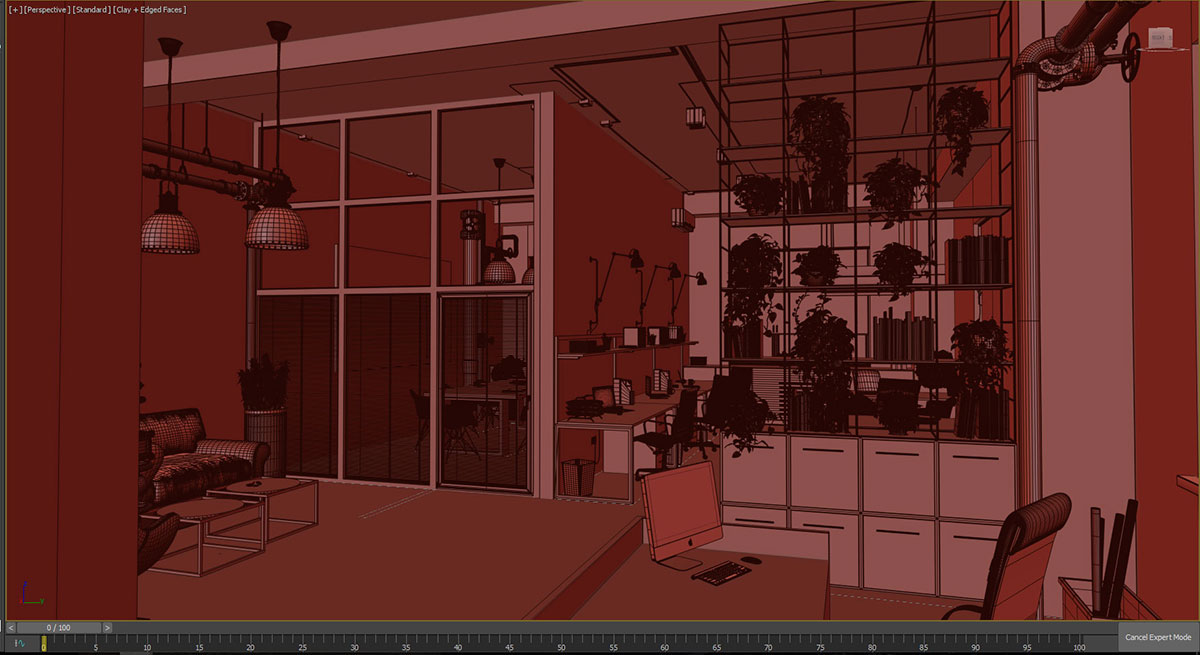 [ + ] [Perspective ] [Standard ] [Clay + Edged Faces ]
< 0 / 100 >
0 5 10 15 20 25 30 35 40 45 50 55 60 65 70 75 80 85 90 95 100
Cancel Expert Mode